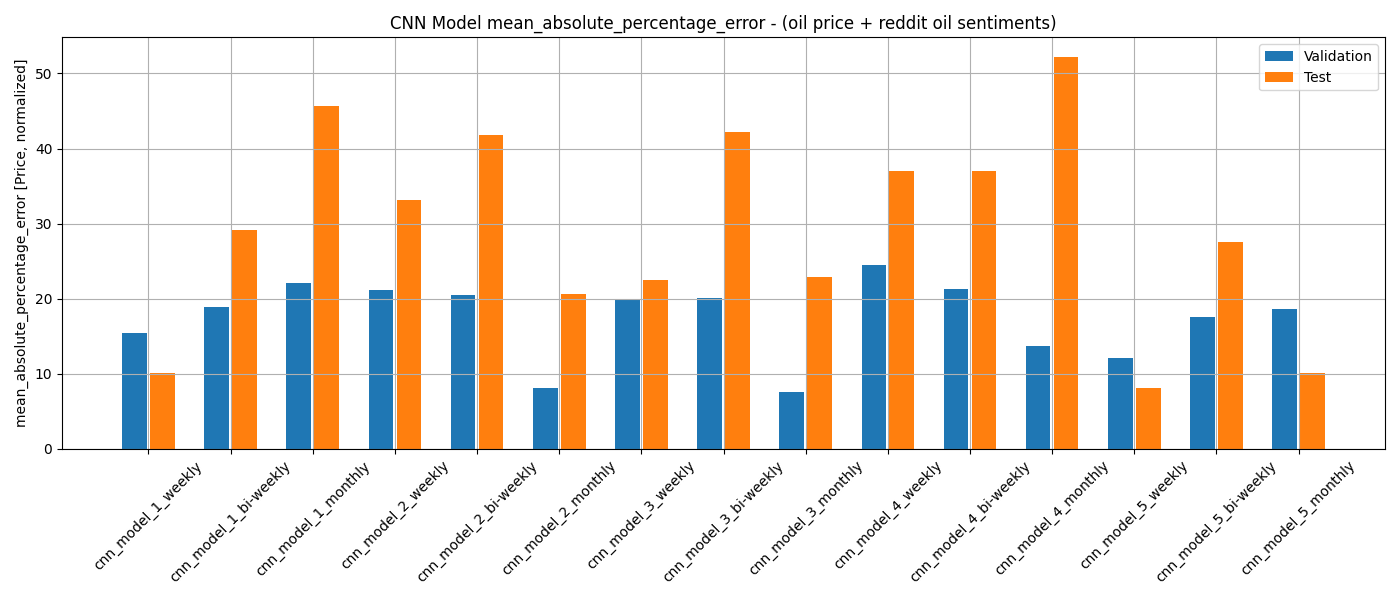 CNN Model mean_absolute_percentage_error - (oil price + reddit oil sentiments)
mean_absolute_percentage_error [Price, normalized]
50
40
30
20
10
0
Validation
Test
cnn_model_1_weekly
cnn_model_1_bi-weekly
cnn_model_1_monthly
cnn_model_2_weekly
cnn_model_2_bi-weekly
cnn_model_2_monthly
cnn_model_3_weekly
cnn_model_3_bi-weekly
cnn_model_3_monthly
cnn_model_4_weekly
cnn_model_4_bi-weekly
cnn_model_4_monthly
cnn_model_5_weekly
cnn_model_5_bi-weekly
cnn_model_5_monthly